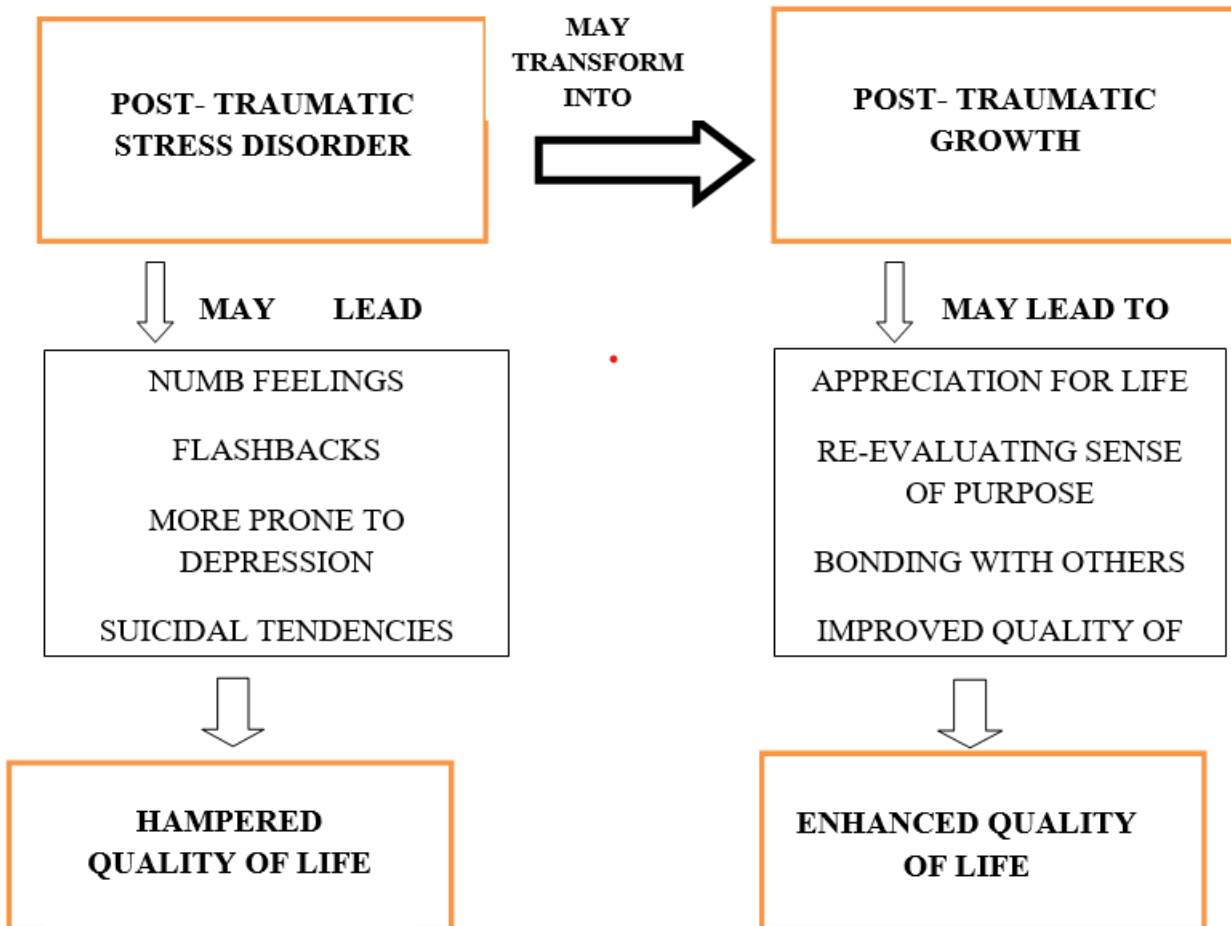 POST- TRAUMATIC
STRESS DISORDER
MAY
TRANSFORM
INTO
POST- TRAUMATIC
GROWTH
MAY LEAD
NUMB FEELINGS
FLASHBACKS
MORE PRONE TO
DEPRESSION
SUICIDAL TENDENCIES
MAY LEAD TO
APPRECIATION FOR LIFE
RE-EVALUATING SENSE
OF PURPOSE
BONDING WITH OTHERS
IMPROVED QUALITY OF
HAMPERED
QUALITY OF LIFE
ENHANCED QUALITY
OF LIFE